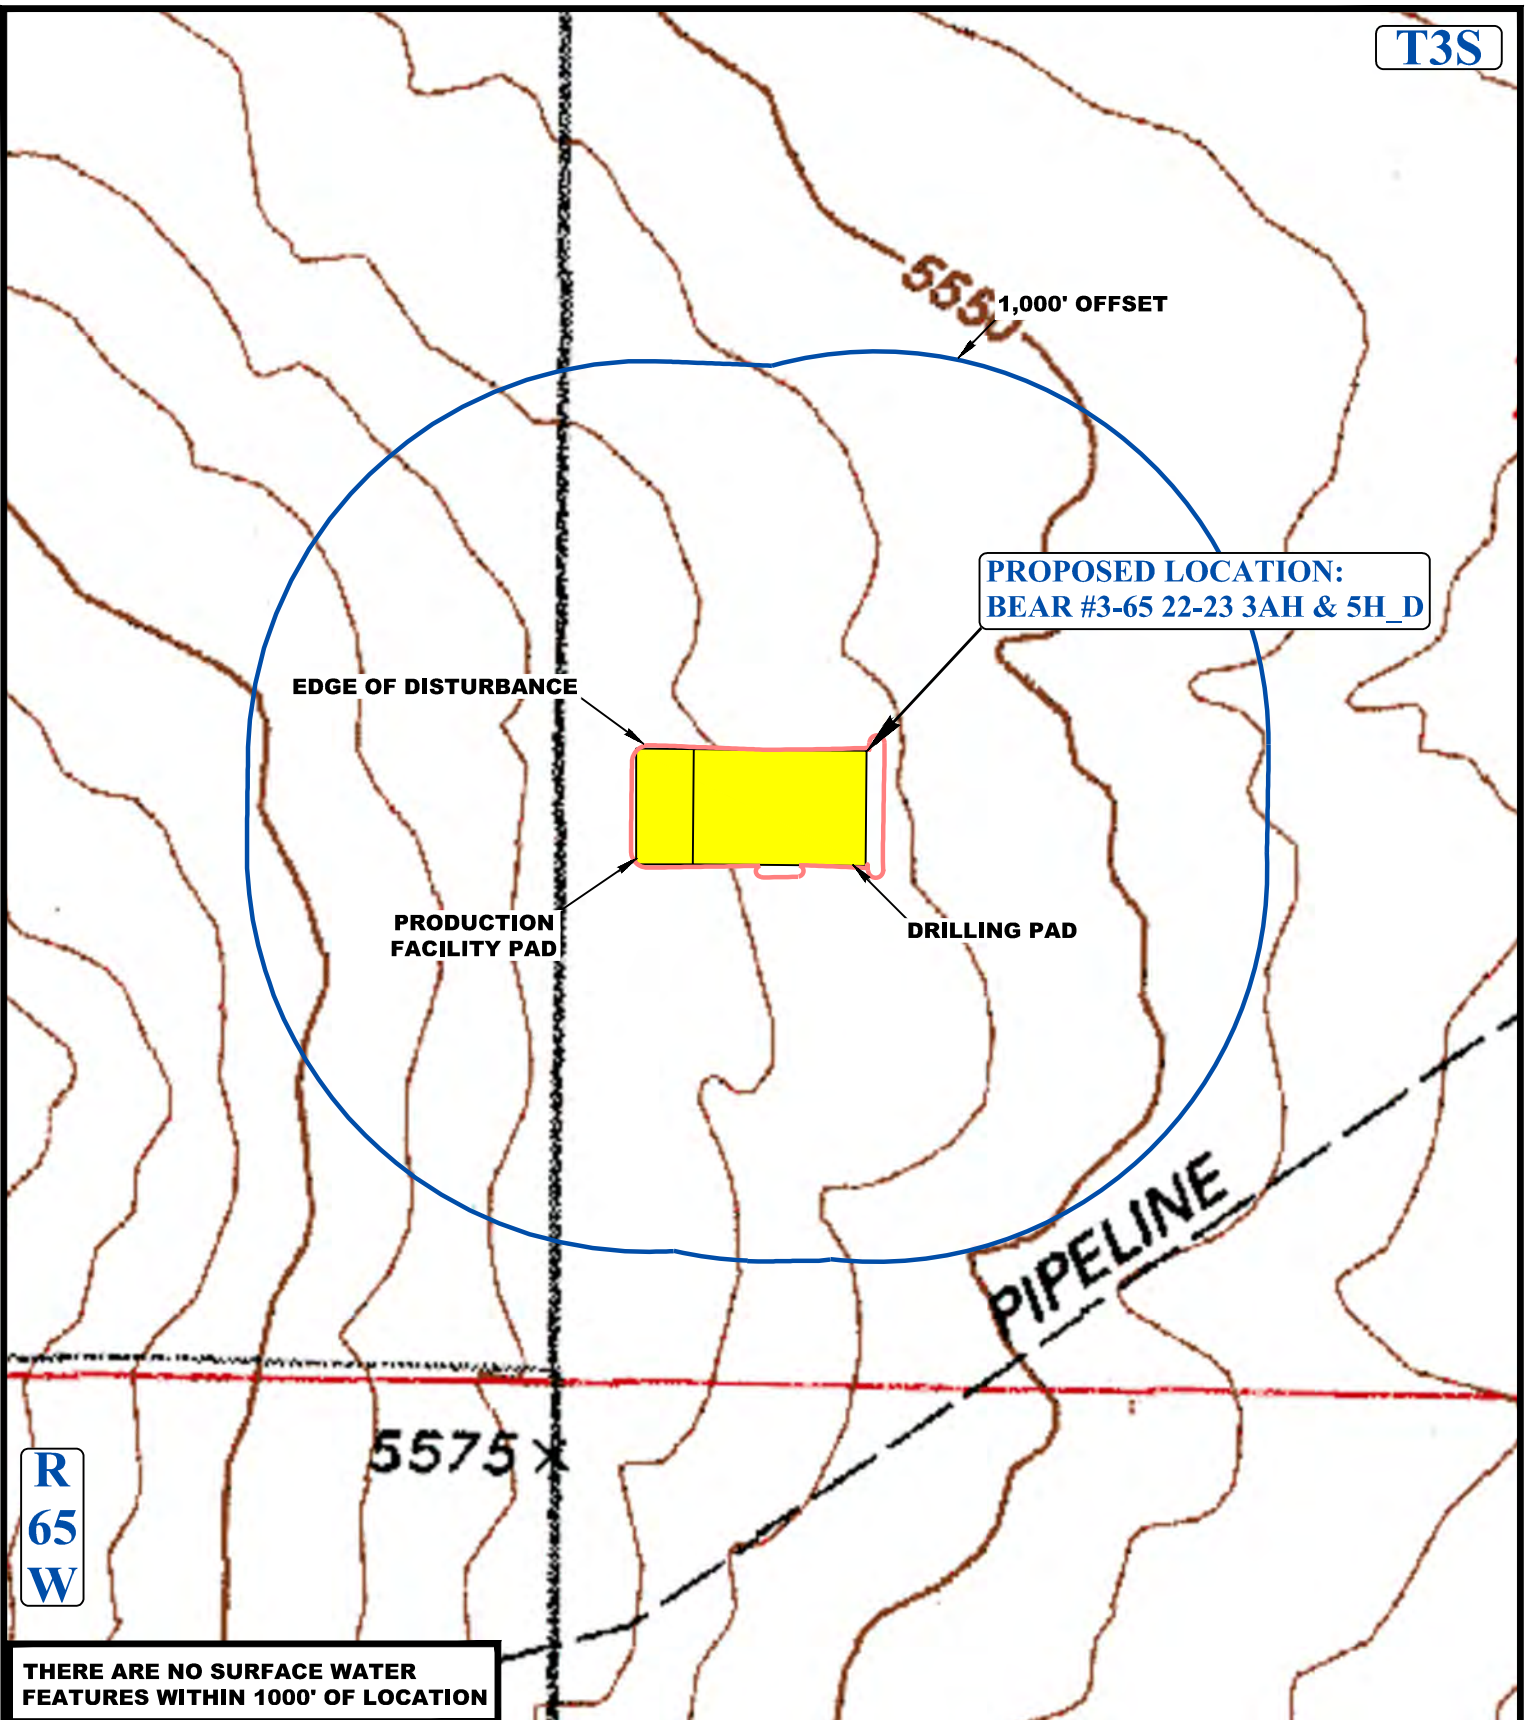 T3S
5550
1,000' OFFSET
PROPOSED LOCATION:
BEAR #3-65 22-23 3AH & 5H_D
EDGE OF DISTURBANCE
PRODUCTION
FACILITY PAD
DRILLING PAD
PIPELINE
5575
R
65
W
THERE ARE NO SURFACE WATER
FEATURES WITHIN 1000' OF LOCATION